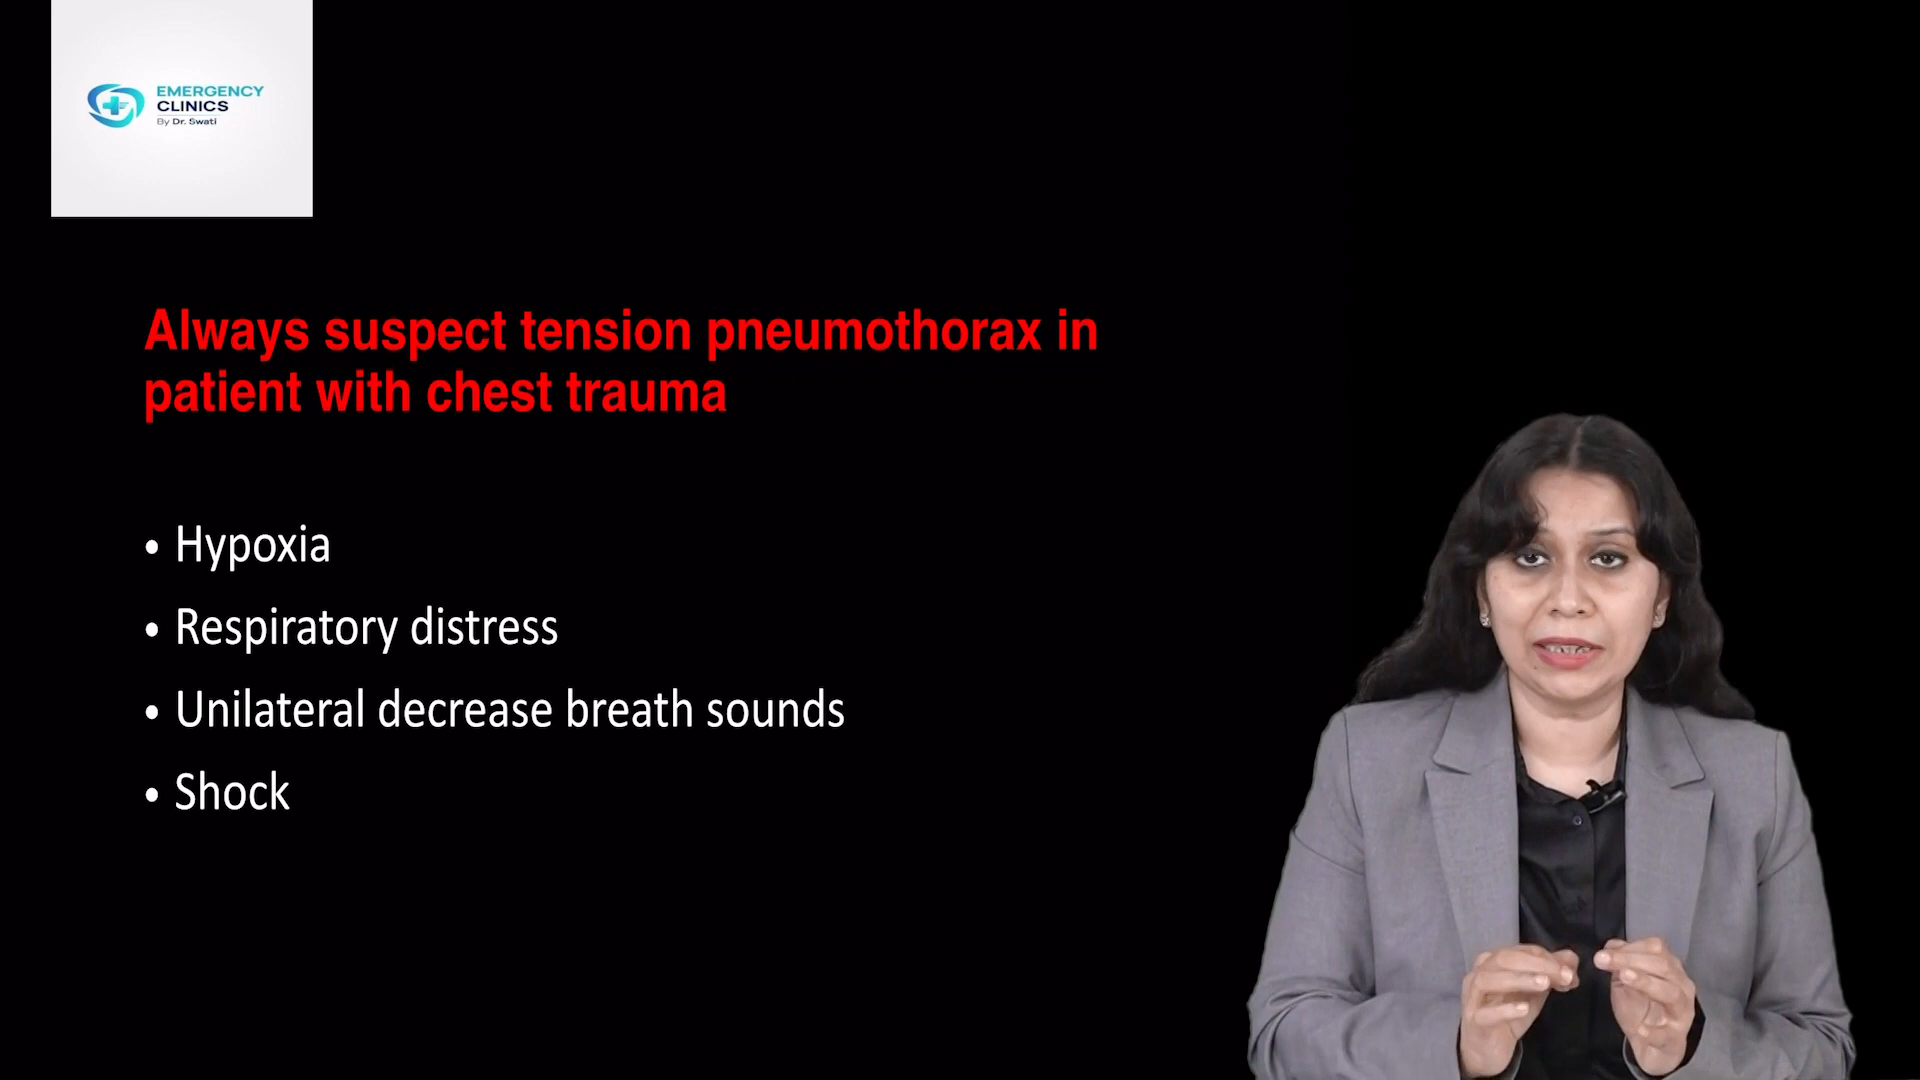 EMERGENCY
CLINICS
By Dr. Swati
Always suspect tension pneumothorax in
patient with chest trauma
• Hypoxia
• Respiratory distress
• Unilateral decrease breath sounds
• Shock